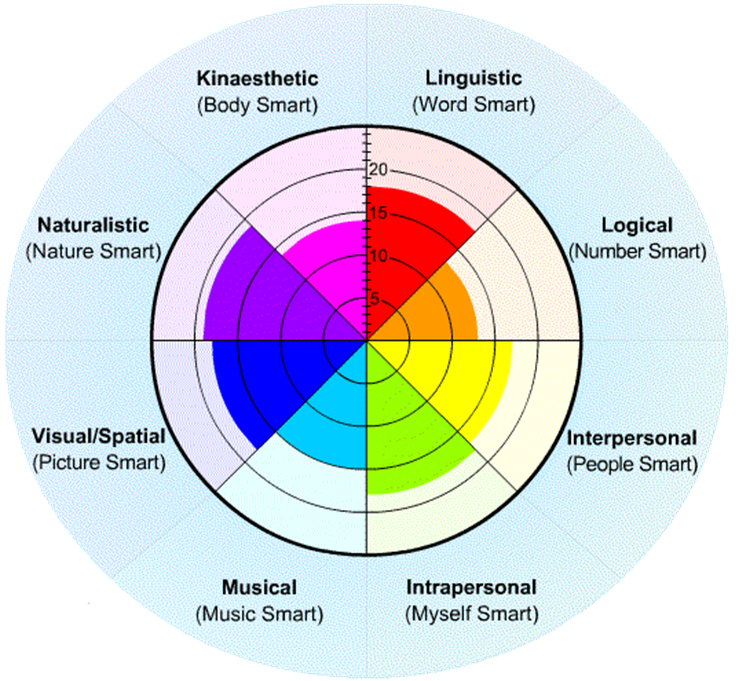 Kinaesthetic
(Body Smart)
Linguistic
(Word Smart)
20
15
10
5
Naturalistic
(Nature Smart)
Logical
(Number Smart)
Visual/Spatial
(Picture Smart)
Interpersonal
(People Smart)
Musical
(Music Smart)
Intrapersonal
(Myself Smart)